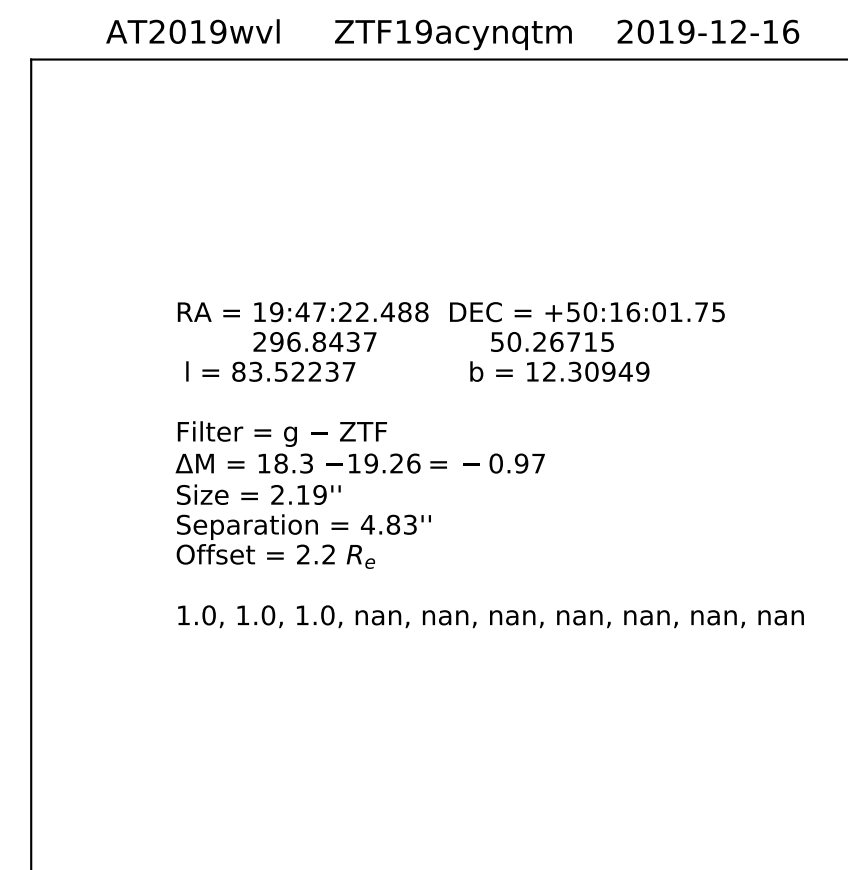 AT2019wvl ZTF19acynqtm 2019-12-16
RA = 19:47:22.488 DEC = +50:16:01.75
296.8437 50.26715
l = 83.52237 b = 12.30949
Filter = g − ZTF
ΔM = 18.3 −19.26 = − 0.97
Size = 2.19''
Separation = 4.83''
Offset = 2.2 Re
1.0, 1.0, 1.0, nan, nan, nan, nan, nan, nan, nan